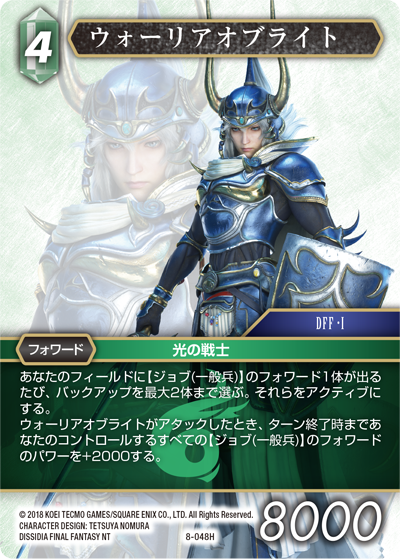 4
ウォーリアオブライト
DFF・I
フォワード
光の戦士
あなたのフィールドに【ジョブ(一般兵)】のフォワード1体が出る
たび、バックアップを最大2体まで選ぶ。それらをアクティブに
する。
ウォーリアオブライトがアタックしたとき、ターン終了時まであ
なたのコントロールするすべての【ジョブ(一般兵)】のフォワード
のパワーを+2000する。
© 2018 KOEI TECMO GAMES/SQUARE ENIX CO., LTD. All Rights Reserved.
CHARACTER DESIGN: TETSUYA NOMURA
DISSIDIA FINAL FANTASY NT
8-048H
8000